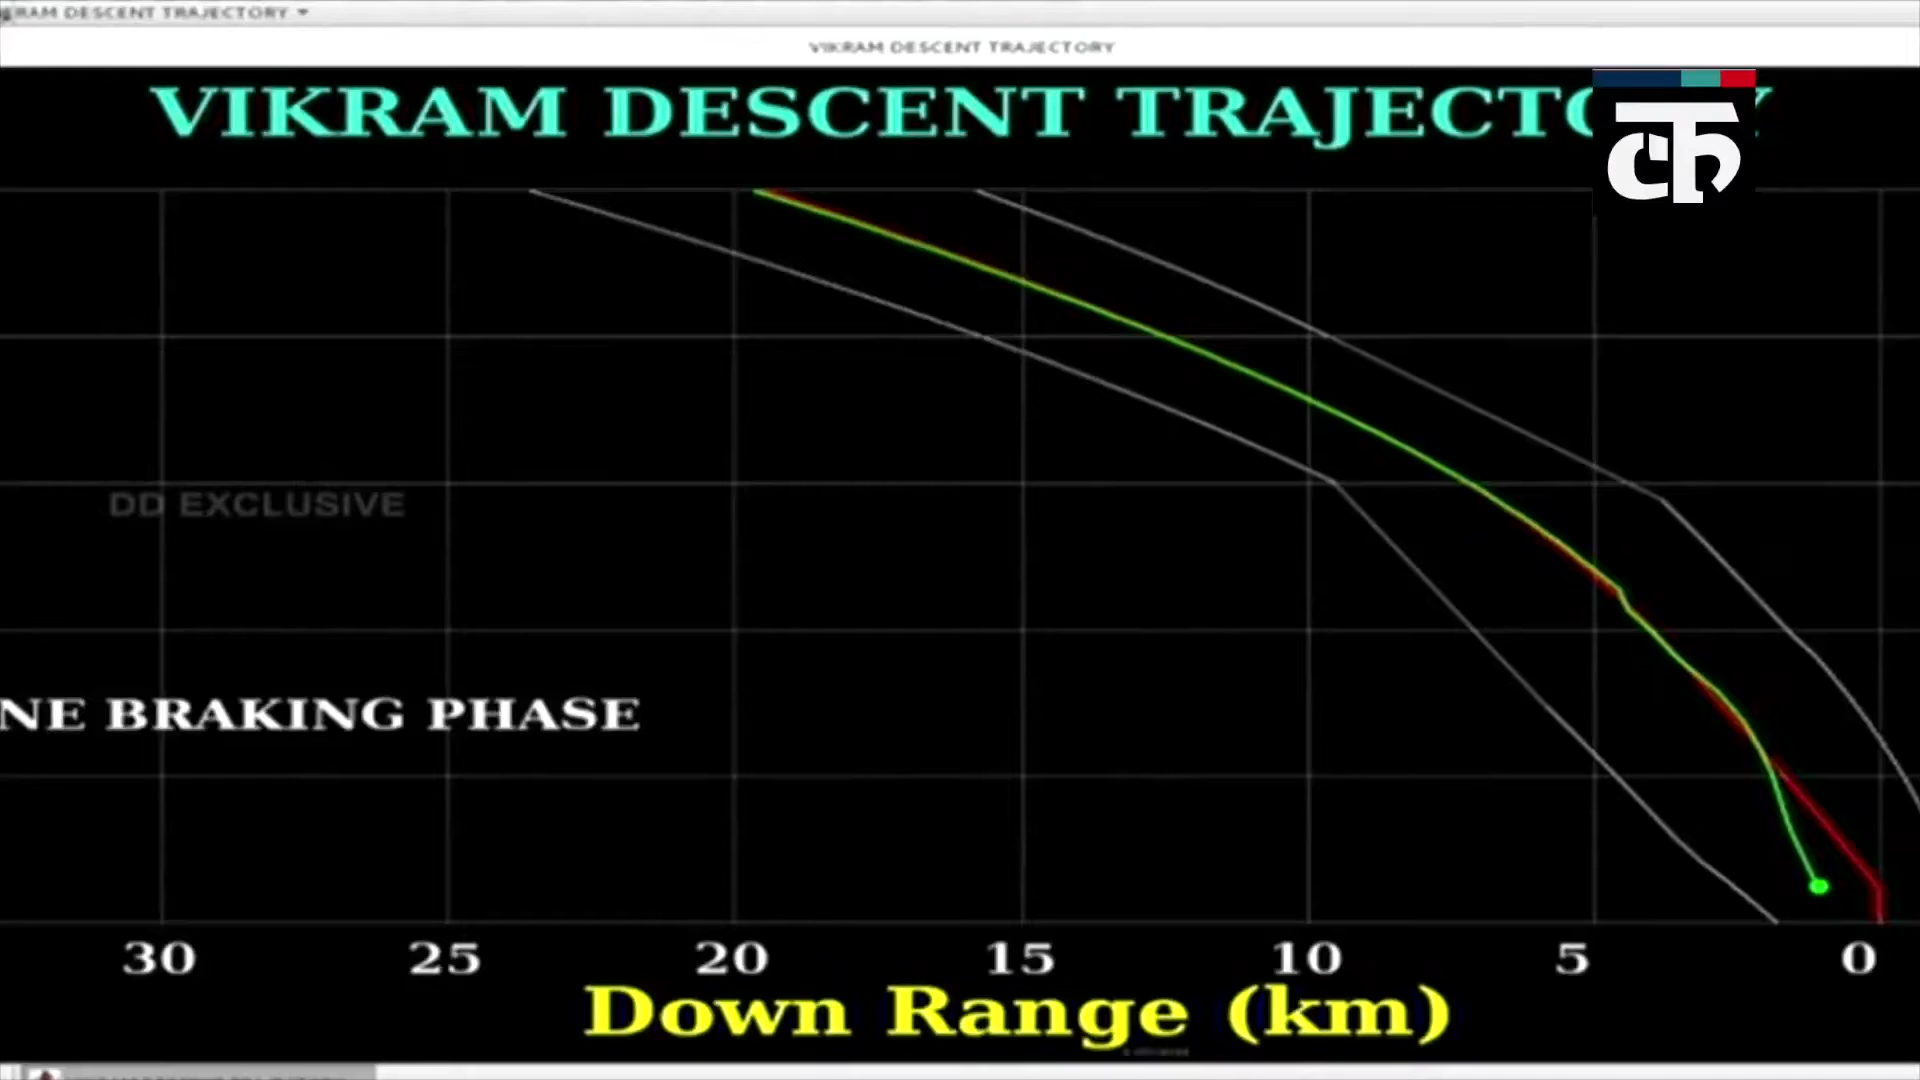 RAM DESCENT TRAJECTORY
VIKRAM DESCENT TRAJECTORY
VIKRAM DESCENT TRAJECTO Y
क
DD EXCLUSIVE
NE BRAKING PHASE
30 25 20 15 10 5 0
Down Range (km)